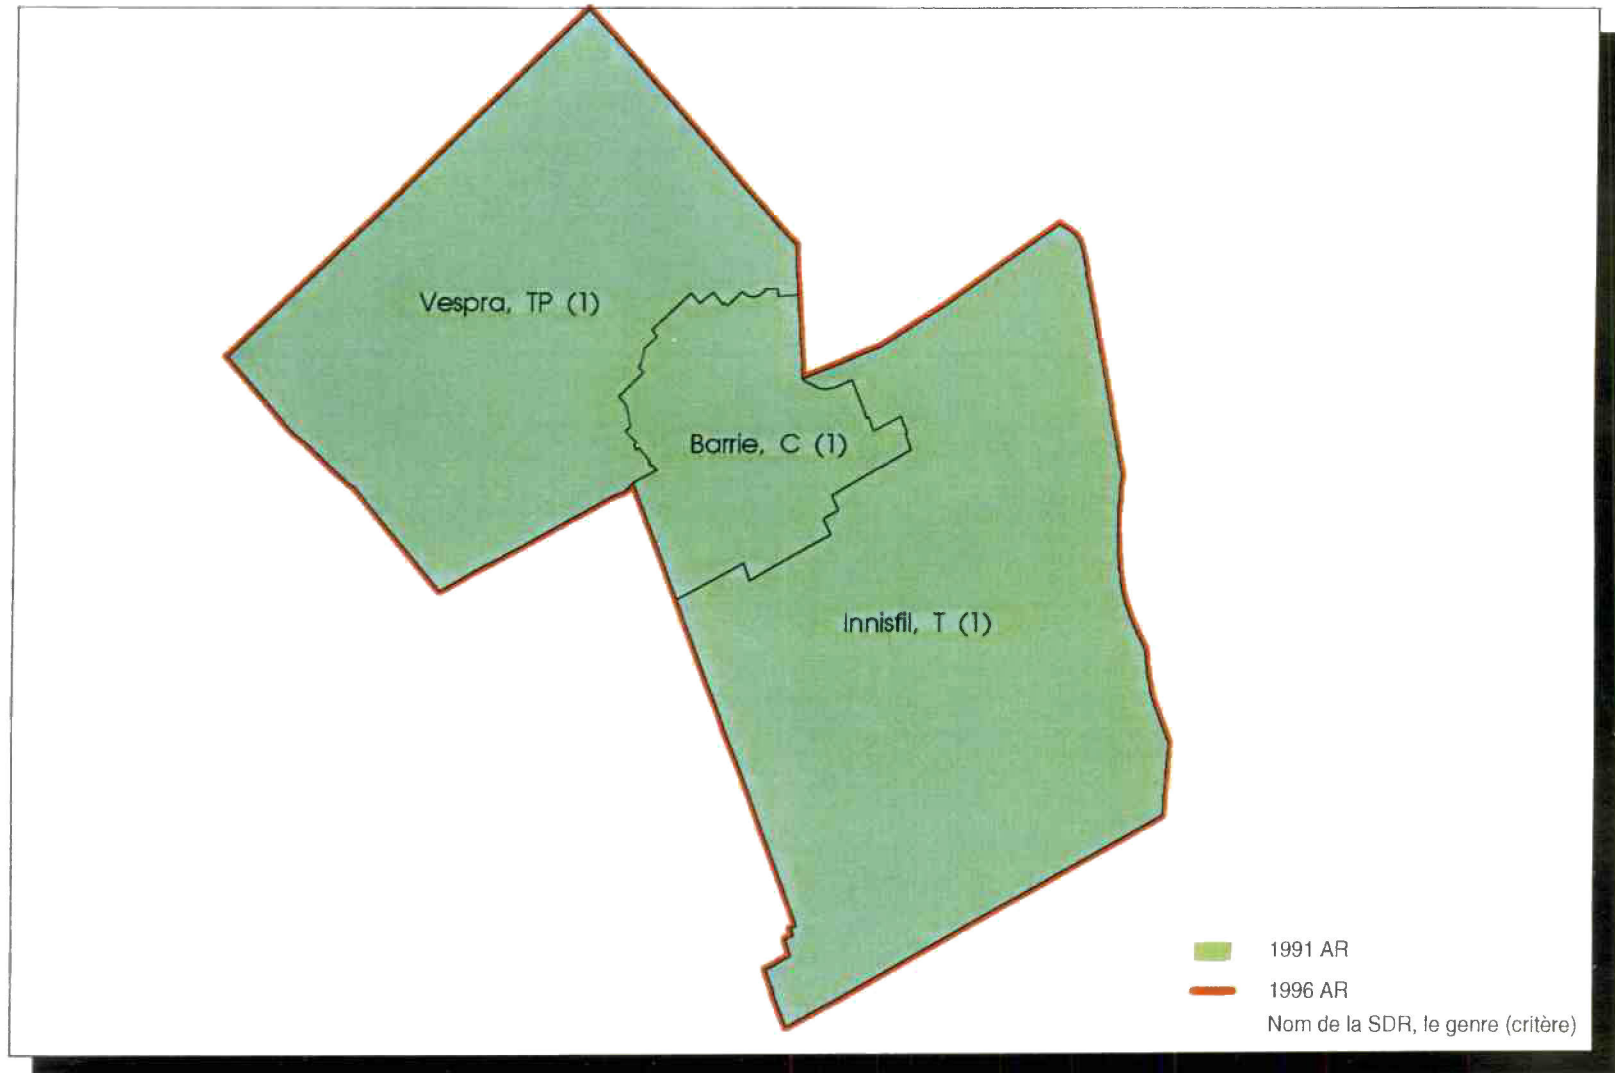 Vespra, TP (1)
Barrie, C (1)
Innisfil, T (1)
1991 AR
1996 AR
Nom de la SDR, le genre (critère)